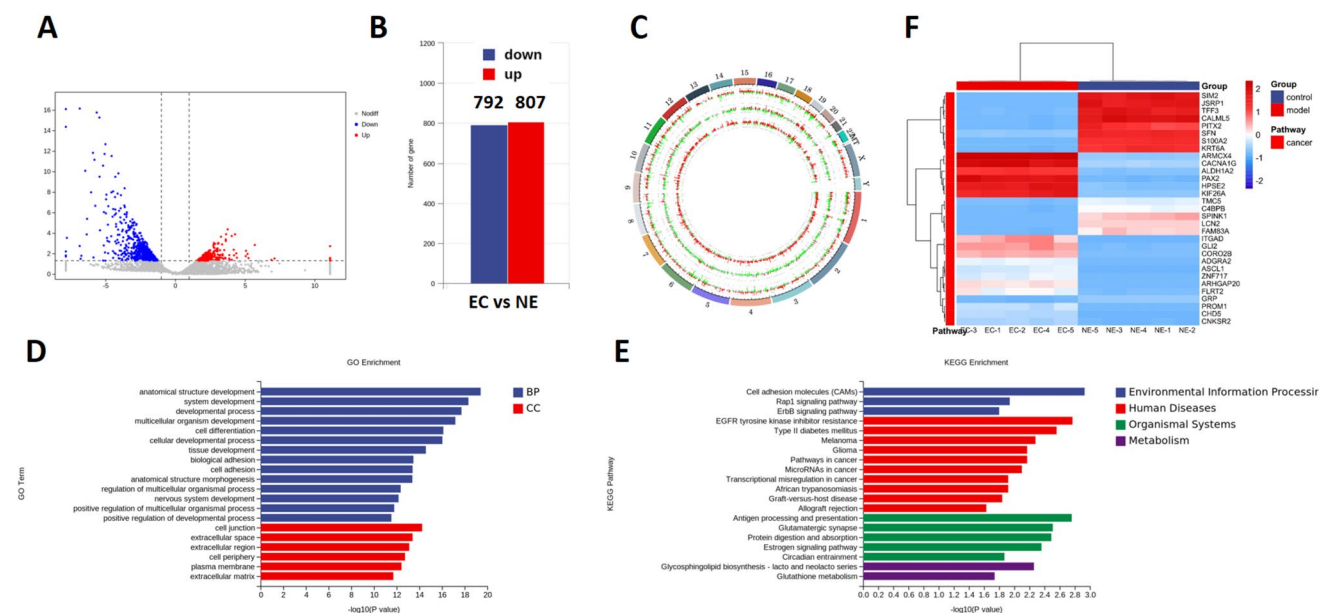 A
16
14
12
10
8
6
4
2
0
-5
0
5
10
Nodiff
Down
Up
B
1200
1000
800
600
400
200
0
Number of gene
down
up
792 807
EC vs NE
C
1
2
3
4
5
6
7
8
9
10
11
12
13
14
15
16
17
18
19
20
21
22
MT
X
Y
F
Group
SIM2
JSRP1
TFF3
CALML5
PITX2
SFN
S100A2
KRT6A
ARMCX4
CACNA1G
ALDH1A2
PAX2
HPSE2
KIF26A
TMC5
C4BPB
SPINK1
LCN2
FAM83A
ITGAD
GLI2
CORO2B
ADGRA2
ASCL1
ZNF717
ARHGAP20
FLRT2
GRP
PROM1
CHD5
CNKSR2
Pathway EC-3 EC-1 EC-2 EC-4 EC-5 NE-5 NE-3 NE-4 NE-1 NE-2
2
1
0
-1
-2
Group
control
model
Pathway
cancer
D
GO Enrichment
GO Term
anatomical structure development
system development
developmental process
multicellular organism development
cell differentiation
cellular developmental process
tissue development
biological adhesion
cell adhesion
anatomical structure morphogenesis
regulation of multicellular organismal process
nervous system development
positive regulation of multicellular organismal process
positive regulation of developmental process
cell junction
extracellular space
extracellular region
cell periphery
plasma membrane
extracellular matrix
0 2 4 6 8 10 12 14 16 18 20
-log10(P value)
BP
CC
E
KEGG Enrichment
KEGG Pathway
Cell adhesion molecules (CAMs)
Rap1 signaling pathway
ErbB signaling pathway
EGFR tyrosine kinase inhibitor resistance
Type II diabetes mellitus
Melanoma
Glioma
Pathways in cancer
MicroRNAs in cancer
Transcriptional misregulation in cancer
African trypanosomiasis
Graft-versus-host disease
Allograft rejection
Antigen processing and presentation
Glutamatergic synapse
Protein digestion and absorption
Estrogen signaling pathway
Circadian entrainment
Glycosphingolipid biosynthesis - lacto and neolacto series
Glutathione metabolism
0.0 0.2 0.4 0.6 0.8 1.0 1.2 1.4 1.6 1.8 2.0 2.2 2.4 2.6 2.8 3.0
-log10(P value)
Environmental Information Processin
Human Diseases
Organismal Systems
Metabolism